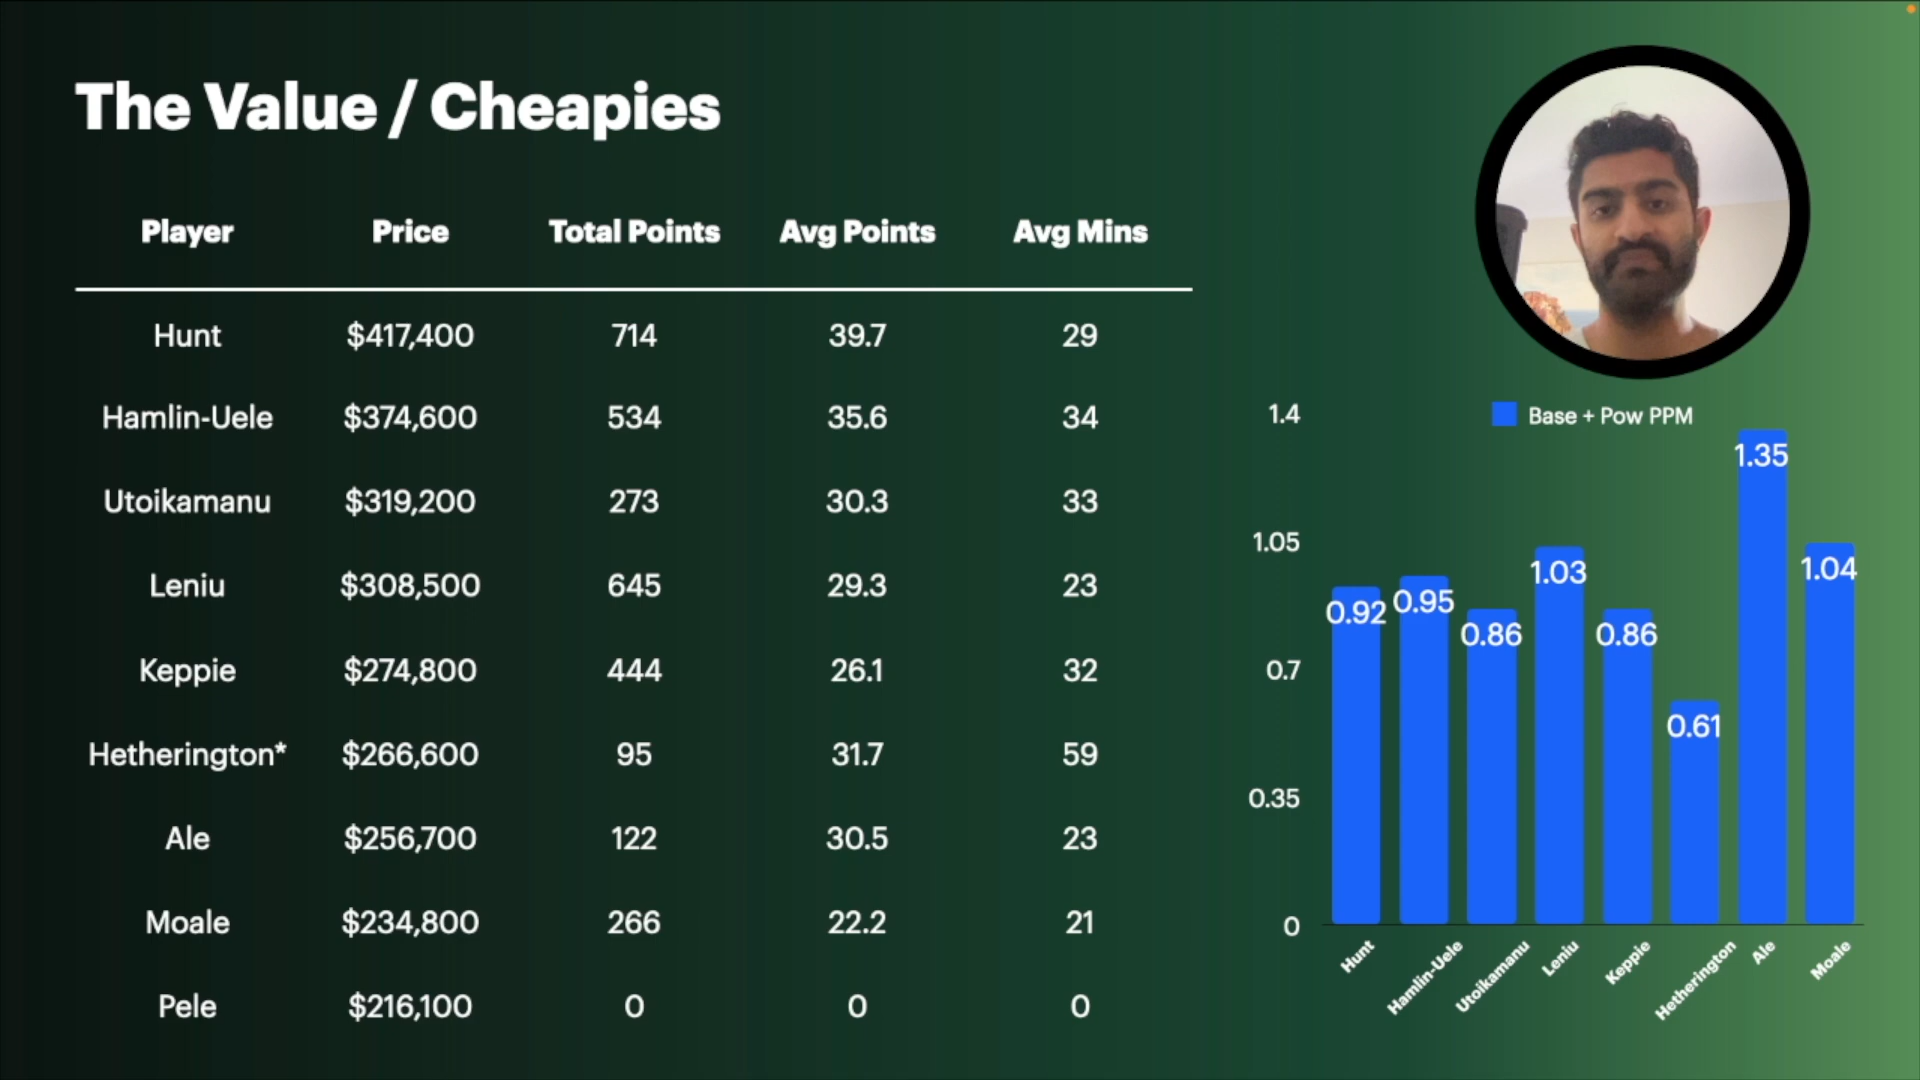 The Value / Cheapies
Player Price Total Points Avg Points Avg Mins
Hunt $417,400 714 39.7 29
Hamlin-Uele $374,600 534 35.6 34
Utoikamanu $319,200 273 30.3 33
Leniu $308,500 645 29.3 23
Keppie $274,800 444 26.1 32
Hetherington* $266,600 95 31.7 59
Ale $256,700 122 30.5 23
Moale $234,800 266 22.2 21
Pele $216,100 0 0 0
Base + Pow PPM
1.4
1.05
0.7
0.35
0
0.92 0.95 0.86 1.03 0.86 0.61 1.35 1.04
Hunt Hamlin-Uele Utoikamanu Leniu Keppie Hetherington Ale Moale